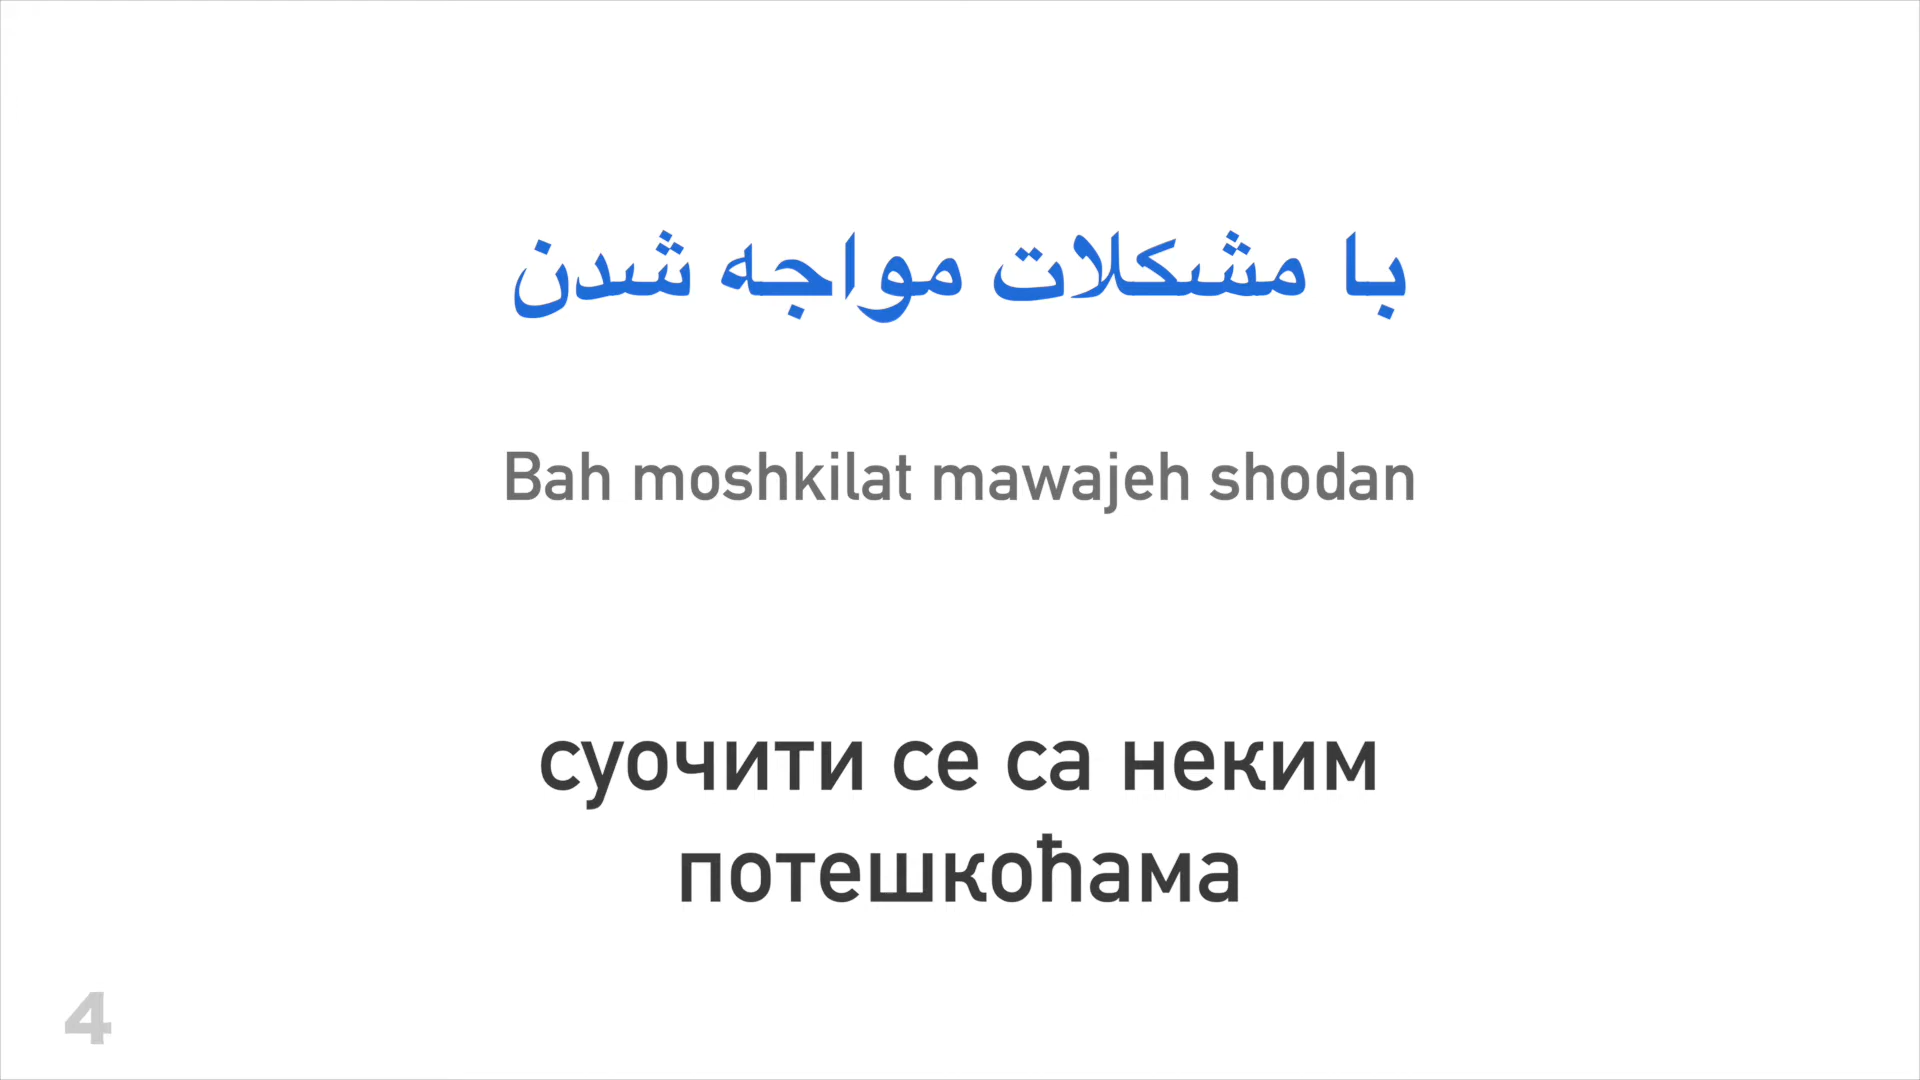 با مشکلات مواجه شدن
Bah moshkilat mawajeh shodan
суочити се са неким
потешкоћама
4